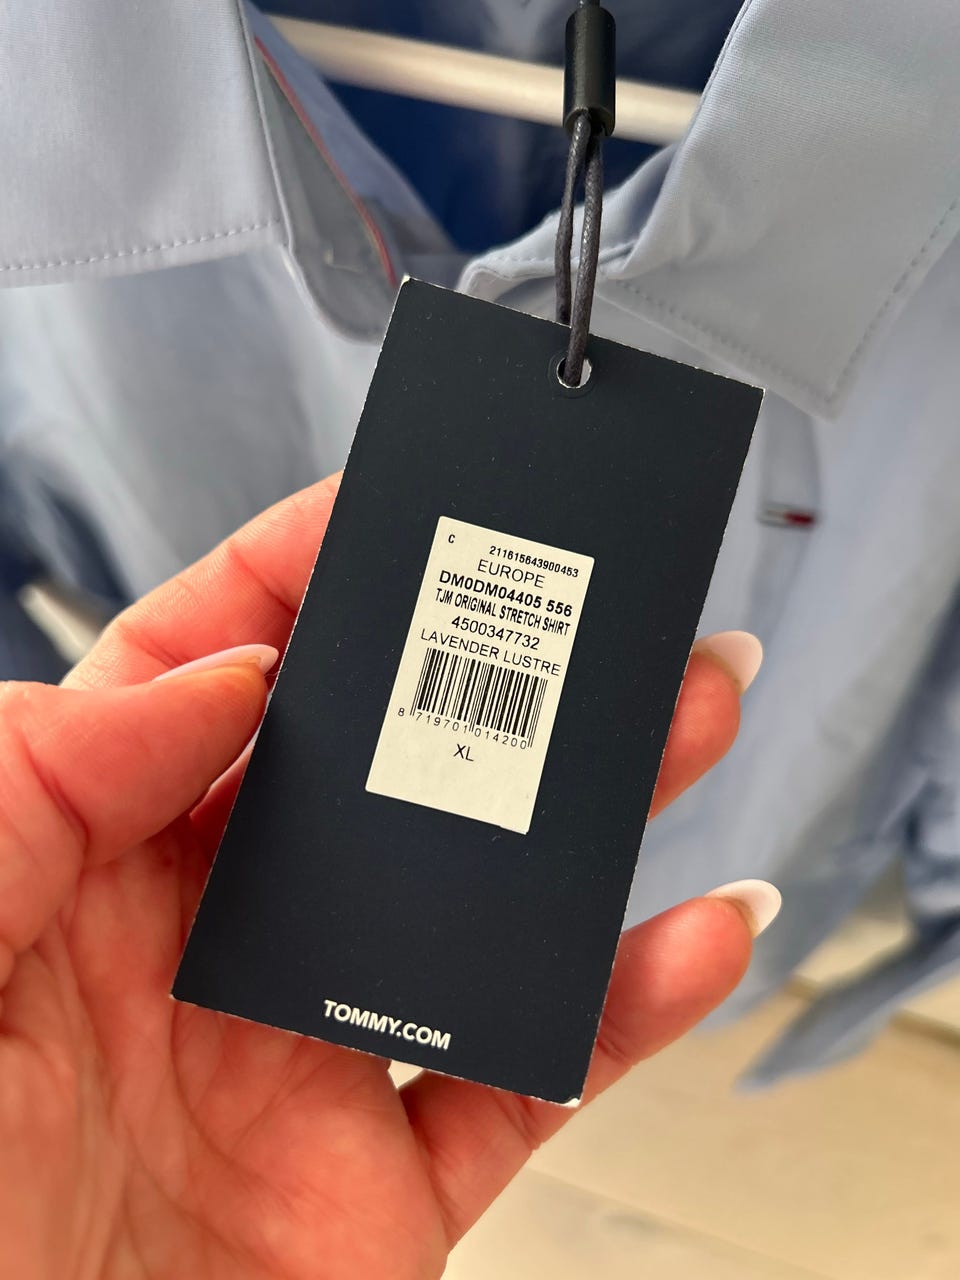 C 211615643900453
EUROPE
DM0DM04405 556
TJM ORIGINAL STRETCH SHIRT
4500347732
LAVENDER LUSTRE
8 719701 014200
XL
TOMMY.COM